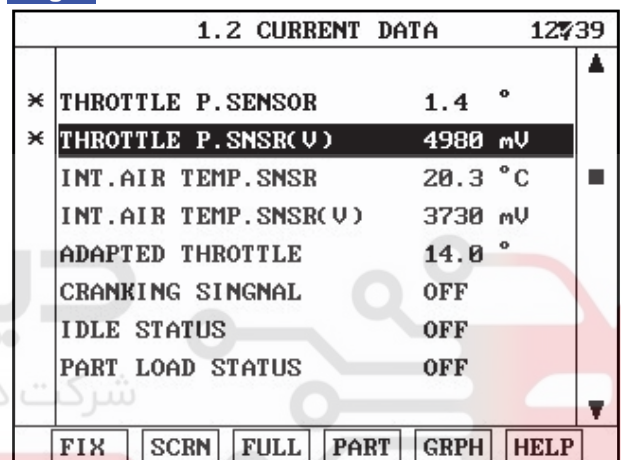 1.2 CURRENT DATA 12▼39
* THROTTLE P.SENSOR 1.4 °
* THROTTLE P.SNSR(V) 4980 mV
INT.AIR TEMP.SNSR 20.3 °C
INT.AIR TEMP.SNSR(V) 3730 mV
ADAPTED THROTTLE 14.0 °
CRANKING SINGNAL OFF
IDLE STATUS OFF
PART LOAD STATUS OFF
شرکت
FIX SCRN FULL PART GRPH HELP